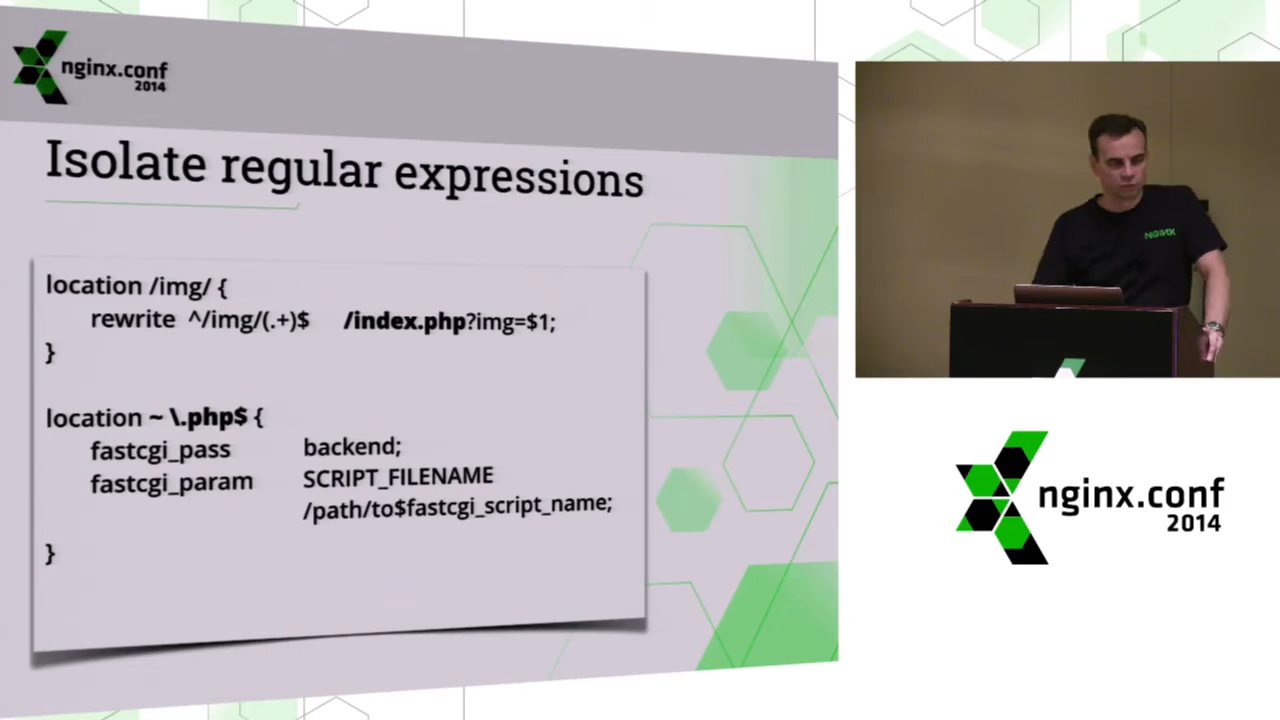 nginx.conf
2014
Isolate regular expressions
location /img/ {
rewrite ^/img/(.+)$ /index.php?img=$1;
}
location ~ \.php$ {
fastcgi_pass backend;
fastcgi_param SCRIPT_FILENAME
/path/to$fastcgi_script_name;
}
NGINX
nginx.conf
2014